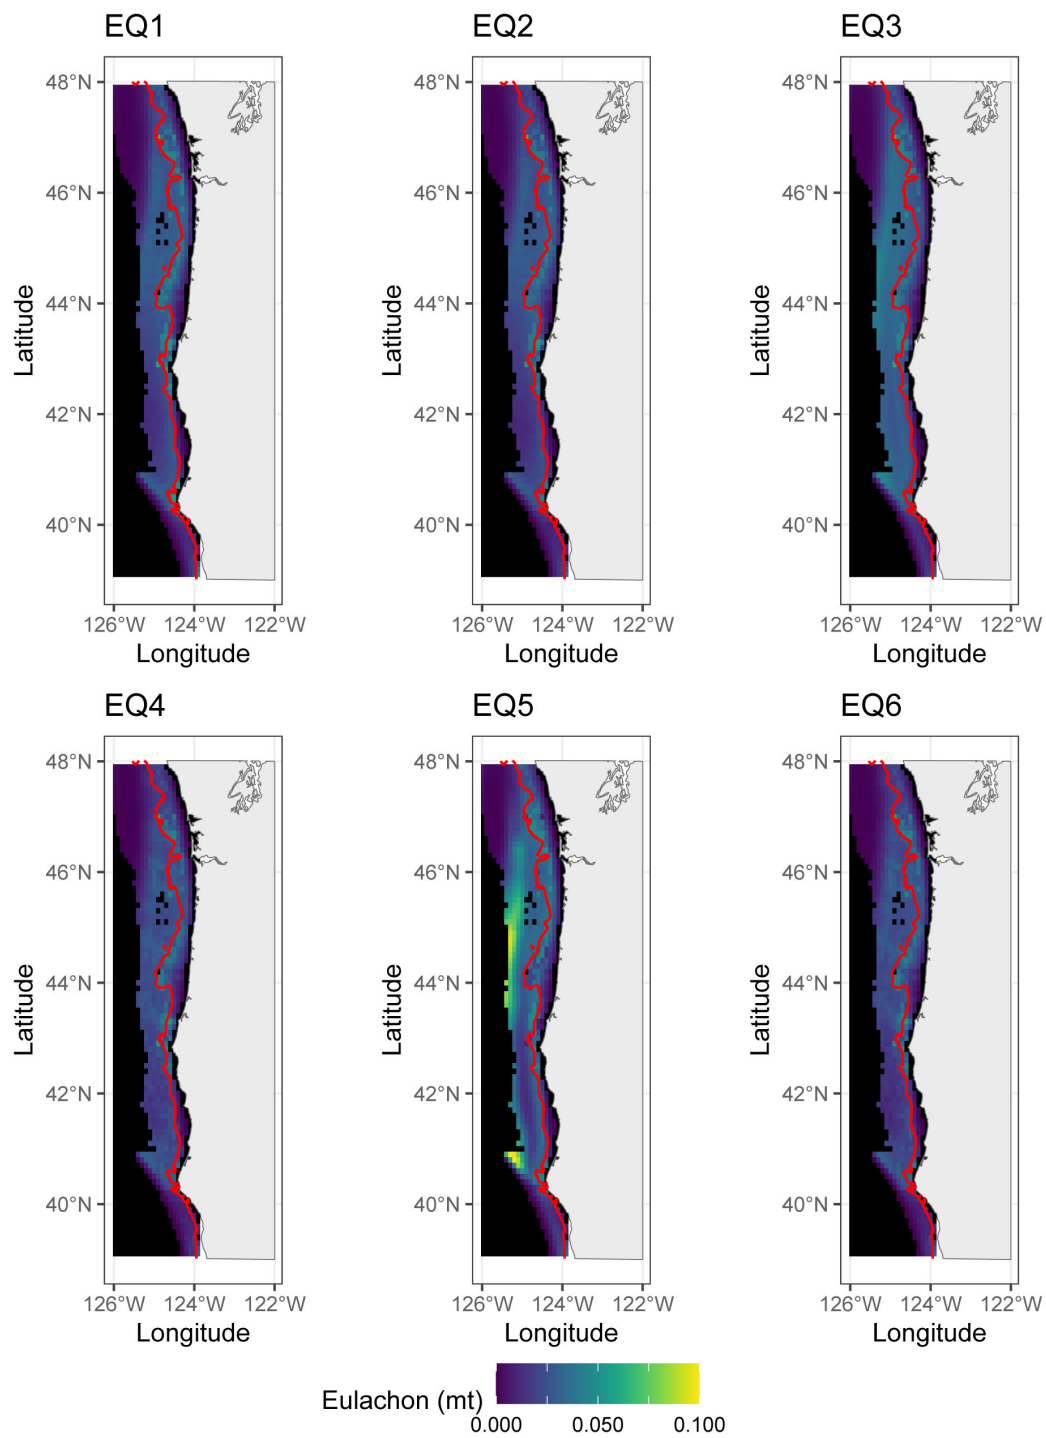 EQ1 EQ2 EQ3
48°N 48°N 48°N
46°N 46°N 46°N
44°N 44°N 44°N
42°N 42°N 42°N
40°N 40°N 40°N
Latitude Latitude Latitude
126°W 124°W 122°W 126°W 124°W 122°W 126°W 124°W 122°W
Longitude Longitude Longitude
EQ4 EQ5 EQ6
48°N 48°N 48°N
46°N 46°N 46°N
44°N 44°N 44°N
42°N 42°N 42°N
40°N 40°N 40°N
Latitude Latitude Latitude
126°W 124°W 122°W 126°W 124°W 122°W 126°W 124°W 122°W
Longitude Longitude Longitude
Eulachon (mt)
0.000 0.050 0.100